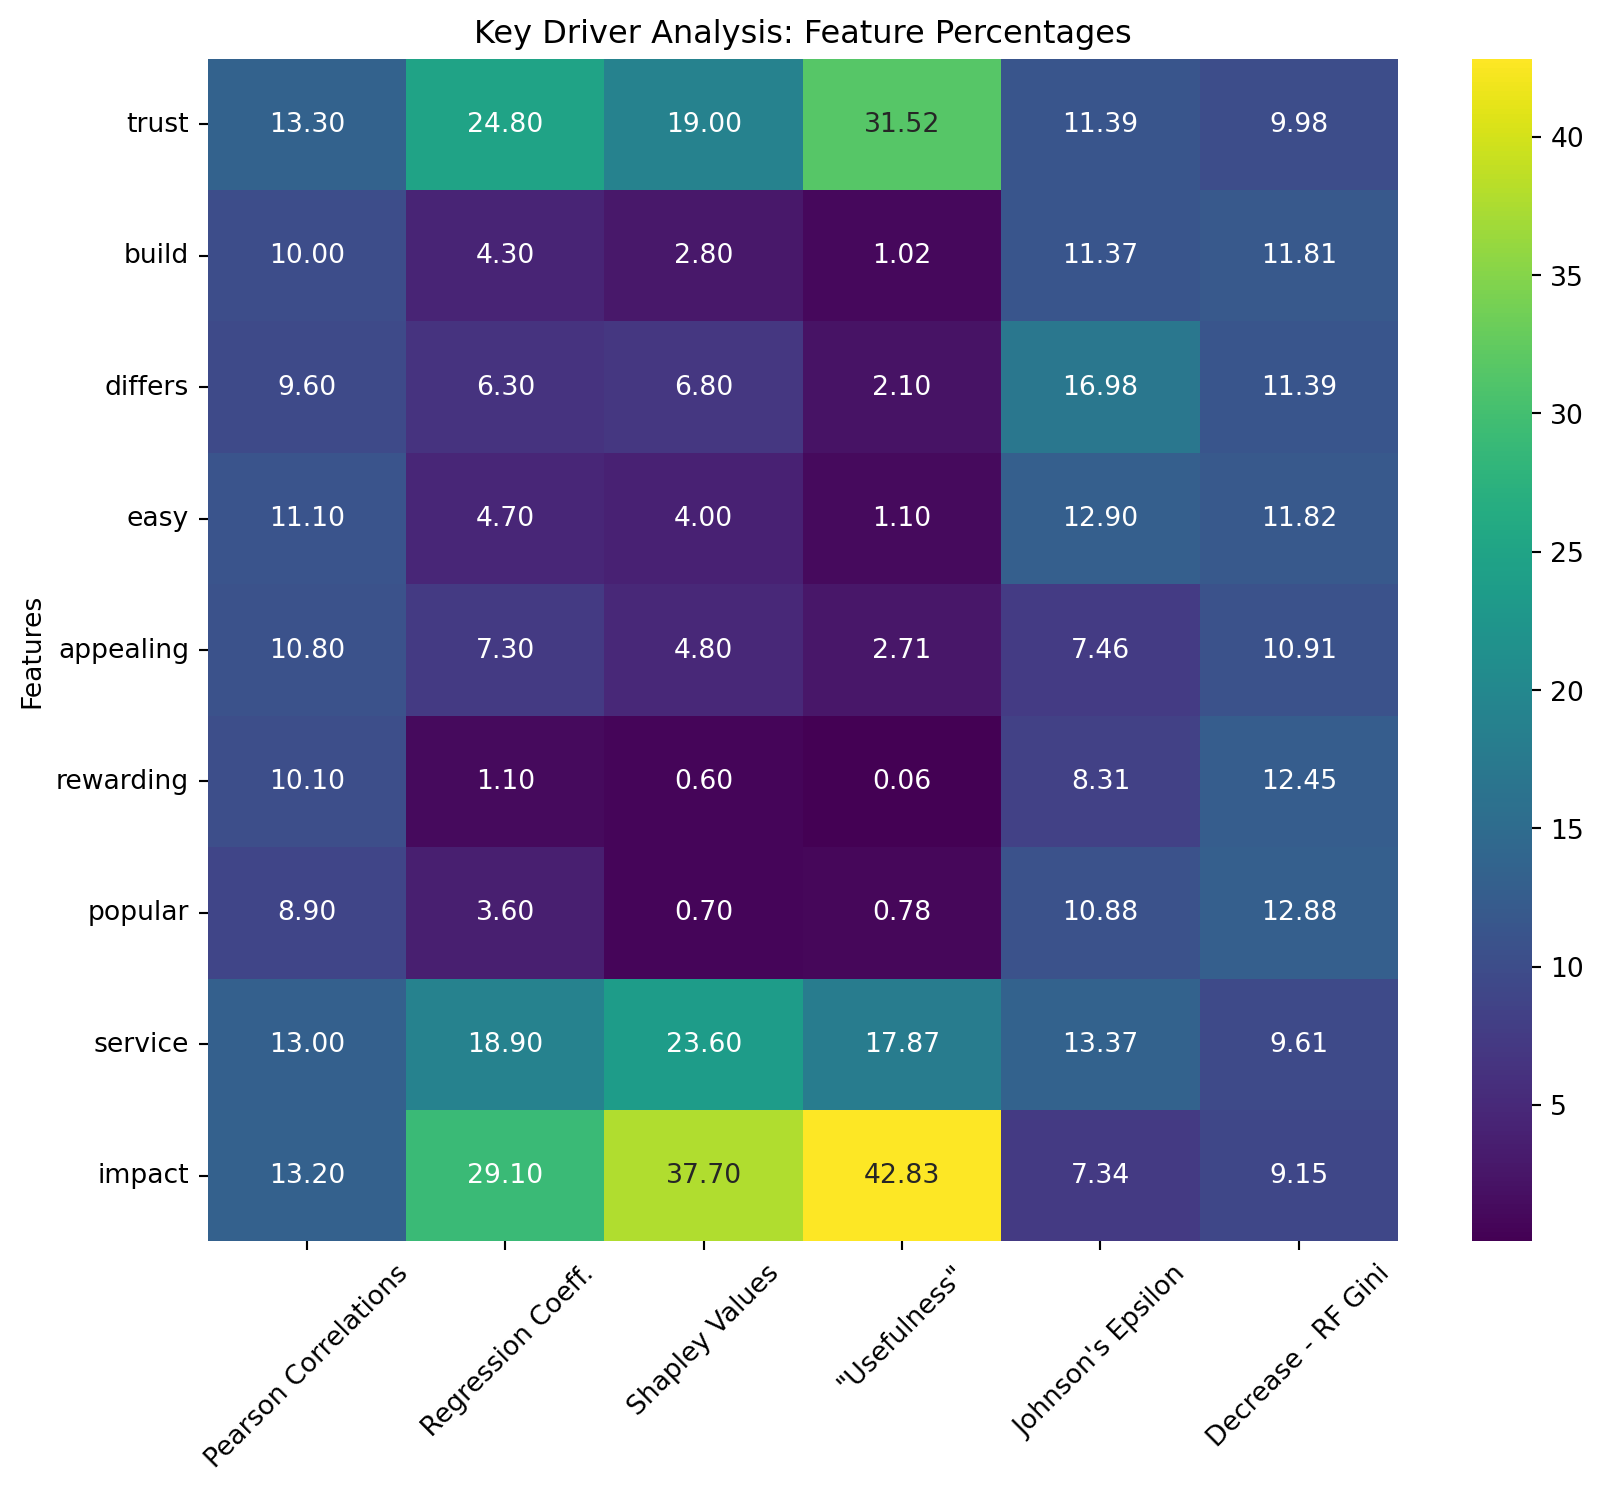 Key Driver Analysis: Feature Percentages
Features
trust 13.30 24.80 19.00 31.52 11.39 9.98
build 10.00 4.30 2.80 1.02 11.37 11.81
differs 9.60 6.30 6.80 2.10 16.98 11.39
easy 11.10 4.70 4.00 1.10 12.90 11.82
appealing 10.80 7.30 4.80 2.71 7.46 10.91
rewarding 10.10 1.10 0.60 0.06 8.31 12.45
popular 8.90 3.60 0.70 0.78 10.88 12.88
service 13.00 18.90 23.60 17.87 13.37 9.61
impact 13.20 29.10 37.70 42.83 7.34 9.15
Pearson Correlations
Regression Coeff.
Shapley Values
"Usefulness"
Johnson's Epsilon
Decrease - RF Gini
40
35
30
25
20
15
10
5